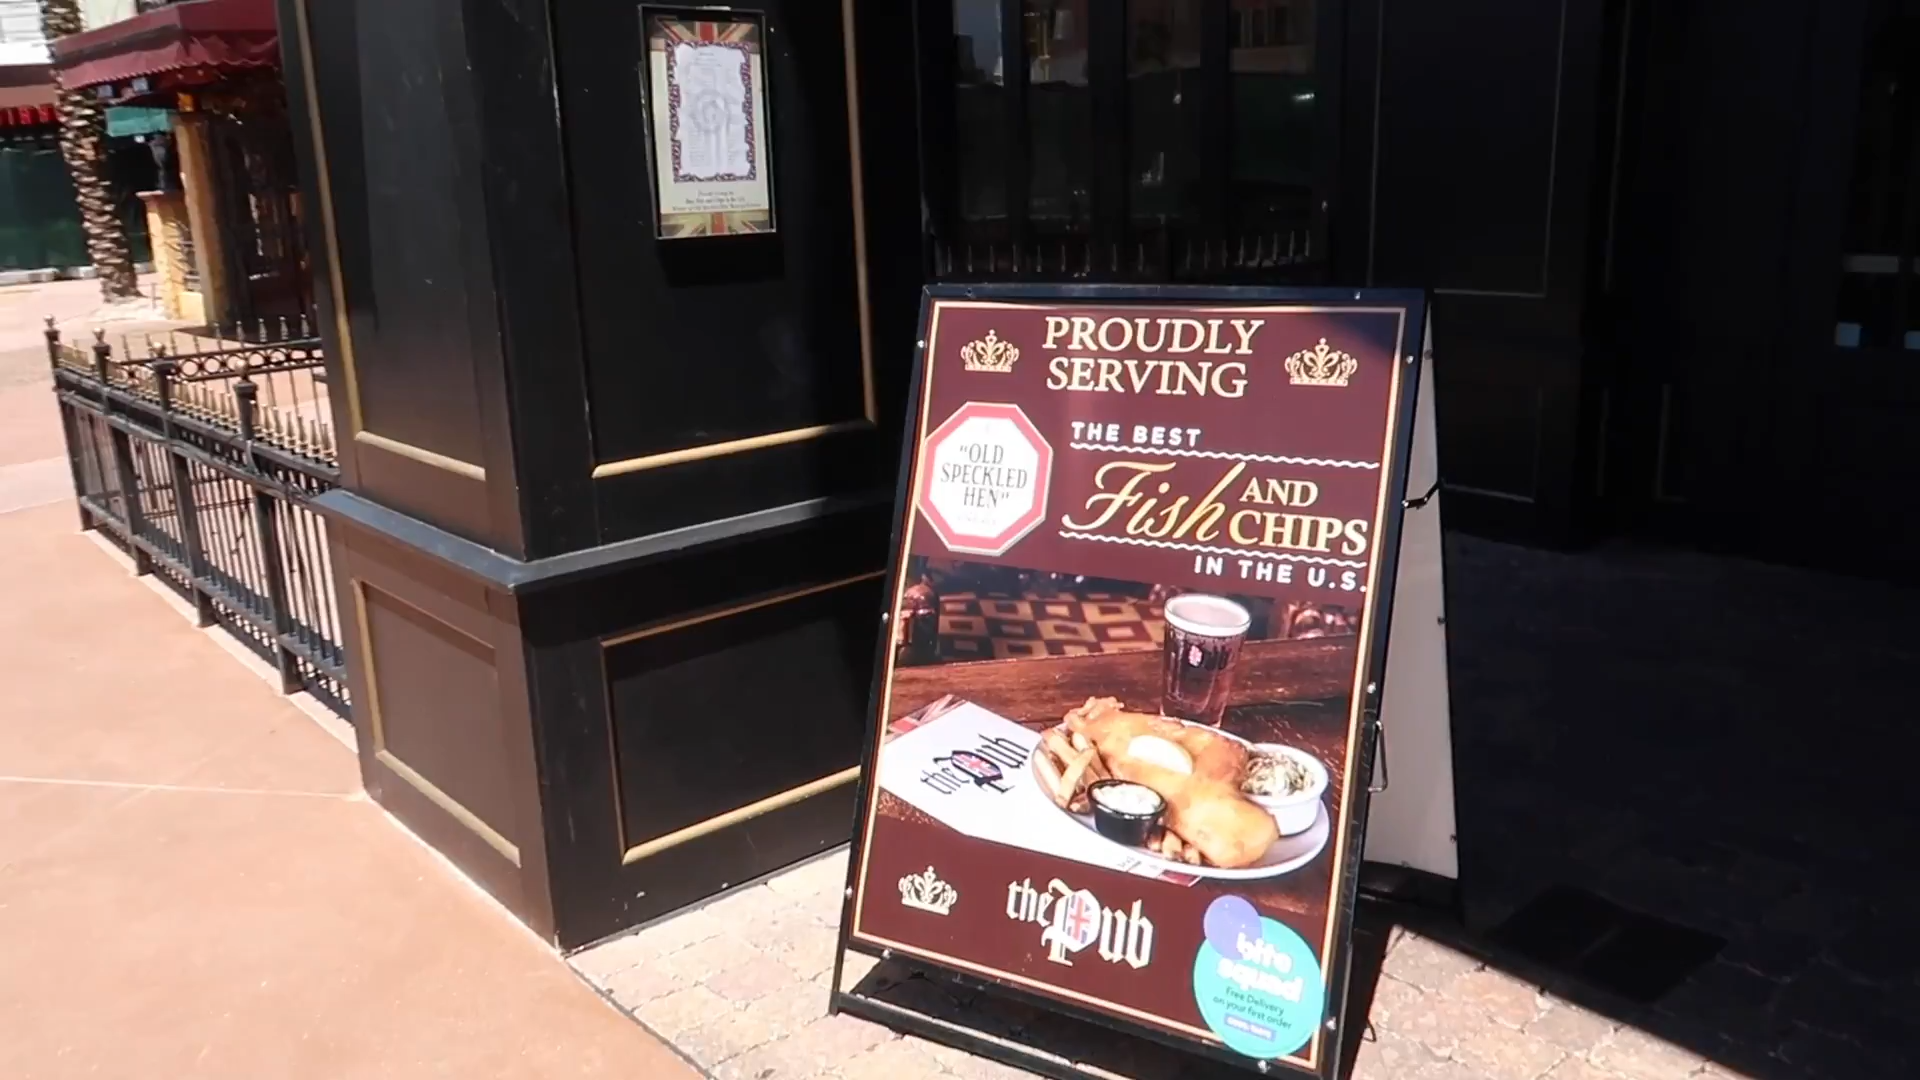 PROUDLY
SERVING
"OLD
SPECKLED
HEN"
THE BEST
Fish AND
CHIPS
IN THE U.S.
the Pub
the Pub
bite
squad
Free Delivery
on your first order